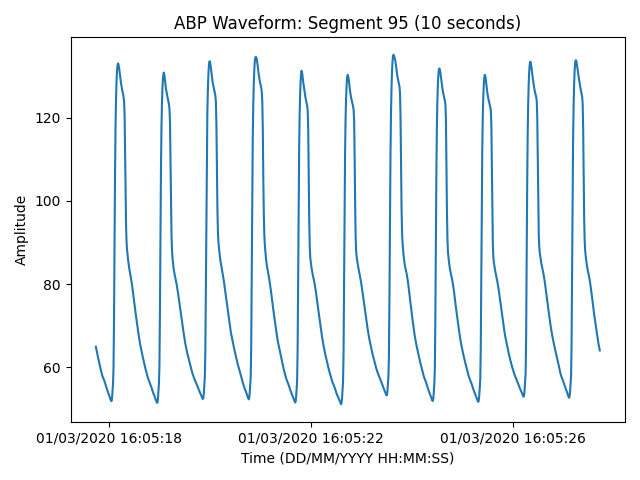 ABP Waveform: Segment 95 (10 seconds)
Amplitude
120
100
80
60
01/03/2020 16:05:18
01/03/2020 16:05:22
01/03/2020 16:05:26
Time (DD/MM/YYYY HH:MM:SS)